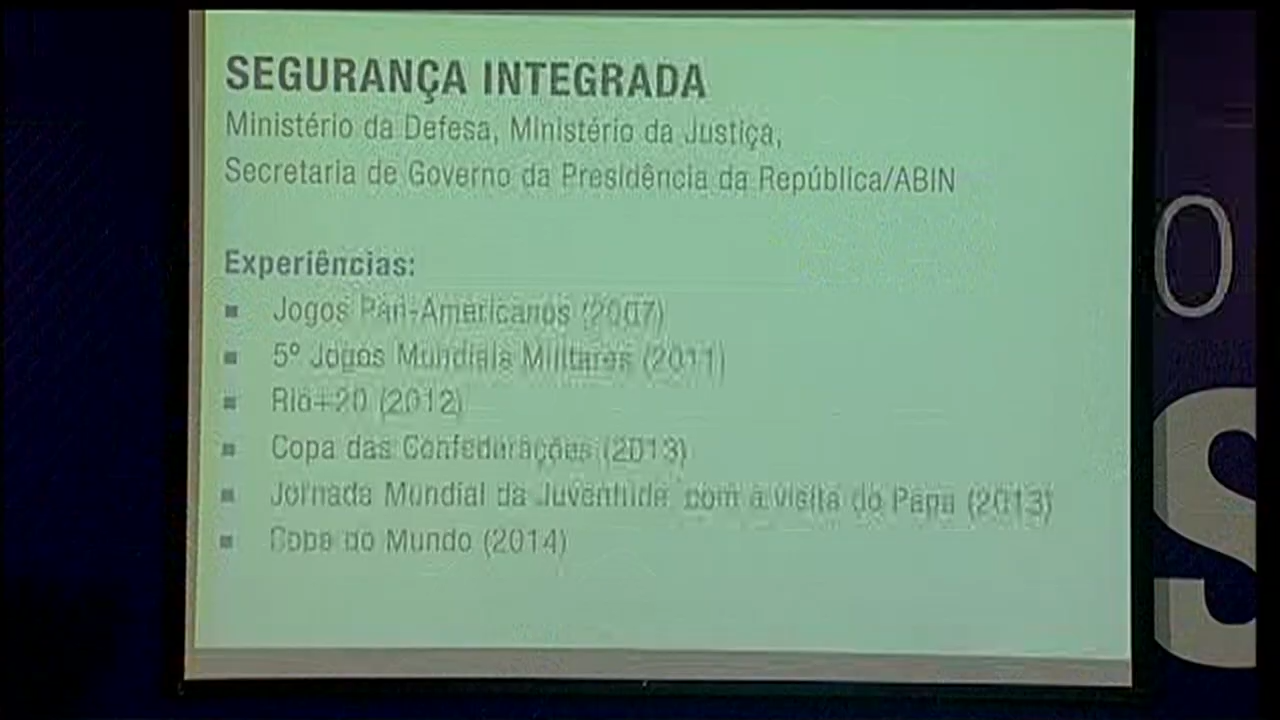 SEGURANÇA INTEGRADA
Ministério da Defesa, Ministério da Justiça,
Secretaria de Governo da Presidência da República/ABIN
Experiências:
▪ Jogos Pan-Americanos (2007)
▪ 5º Jogos Mundiais Militares (2011)
▪ Rio+20 (2012)
▪ Copa das Confederações (2013)
▪ Jornada Mundial da Juventude com a visita do Papa (2013)
▪ Copa do Mundo (2014)
O
S